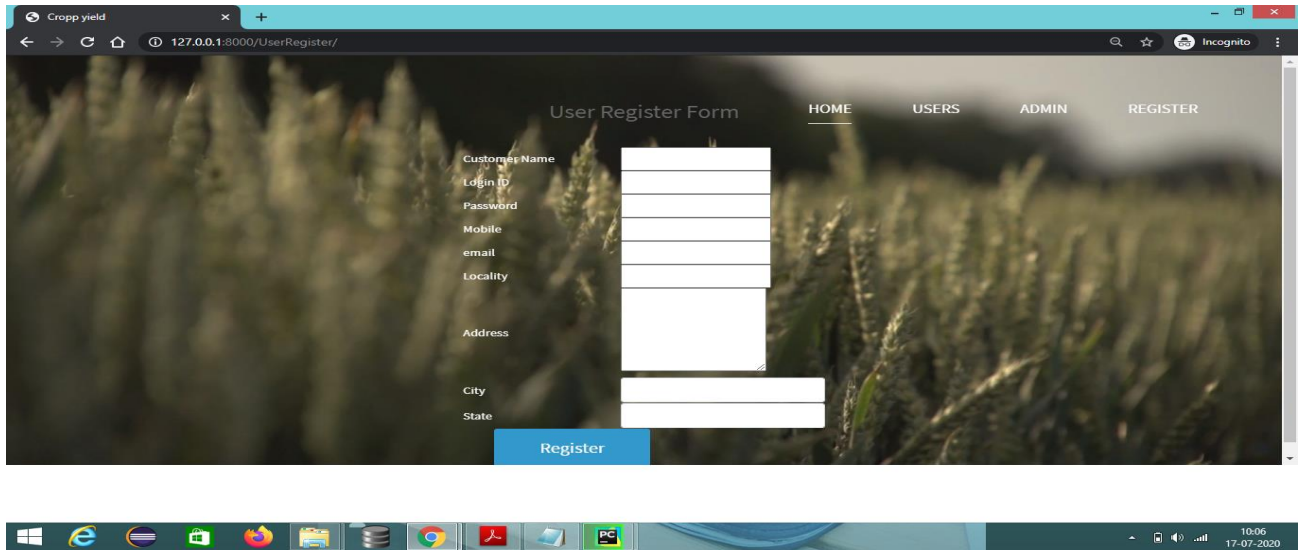 Cropp yield
127.0.0.1:8000/UserRegister/
Incognito
User Register Form
HOME USERS ADMIN REGISTER
Customer Name
Login ID
Password
Mobile
email
Locality
Address
City
State
Register
PC
10:06
17-07-2020